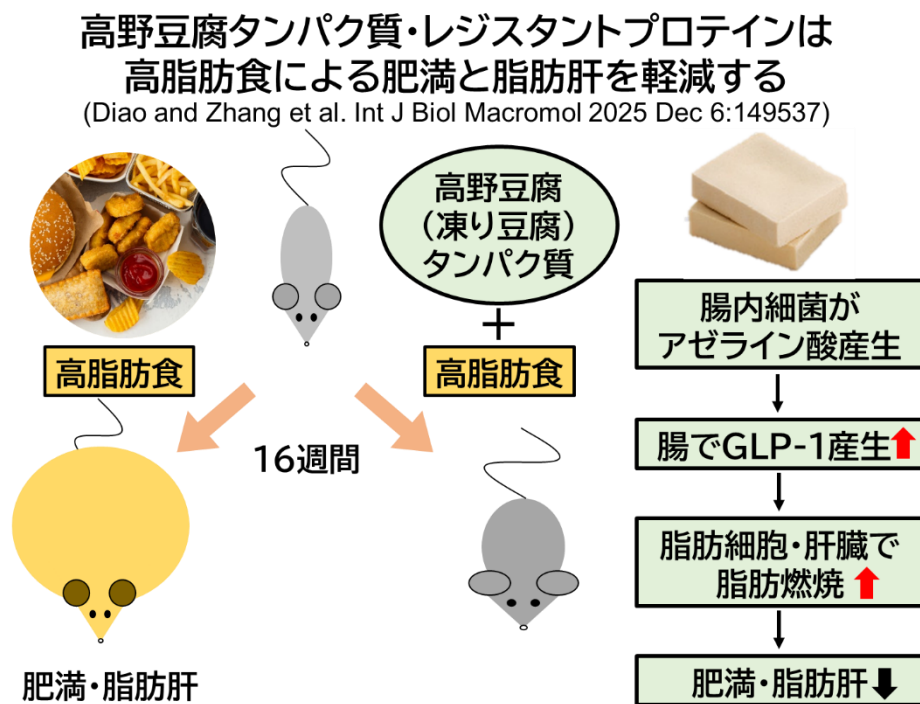 高野豆腐タンパク質・レジスタントプロテインは
高脂肪食による肥満と脂肪肝を軽減する
(Diao and Zhang et al. Int J Biol Macromol 2025 Dec 6:149537)
高野豆腐
(凍り豆腐)
タンパク質
+
高脂肪食
高脂肪食
16週間
肥満・脂肪肝
腸内細菌が
アゼライン酸産生
腸でGLP-1産生
脂肪細胞・肝臓で
脂肪燃焼
肥満・脂肪肝